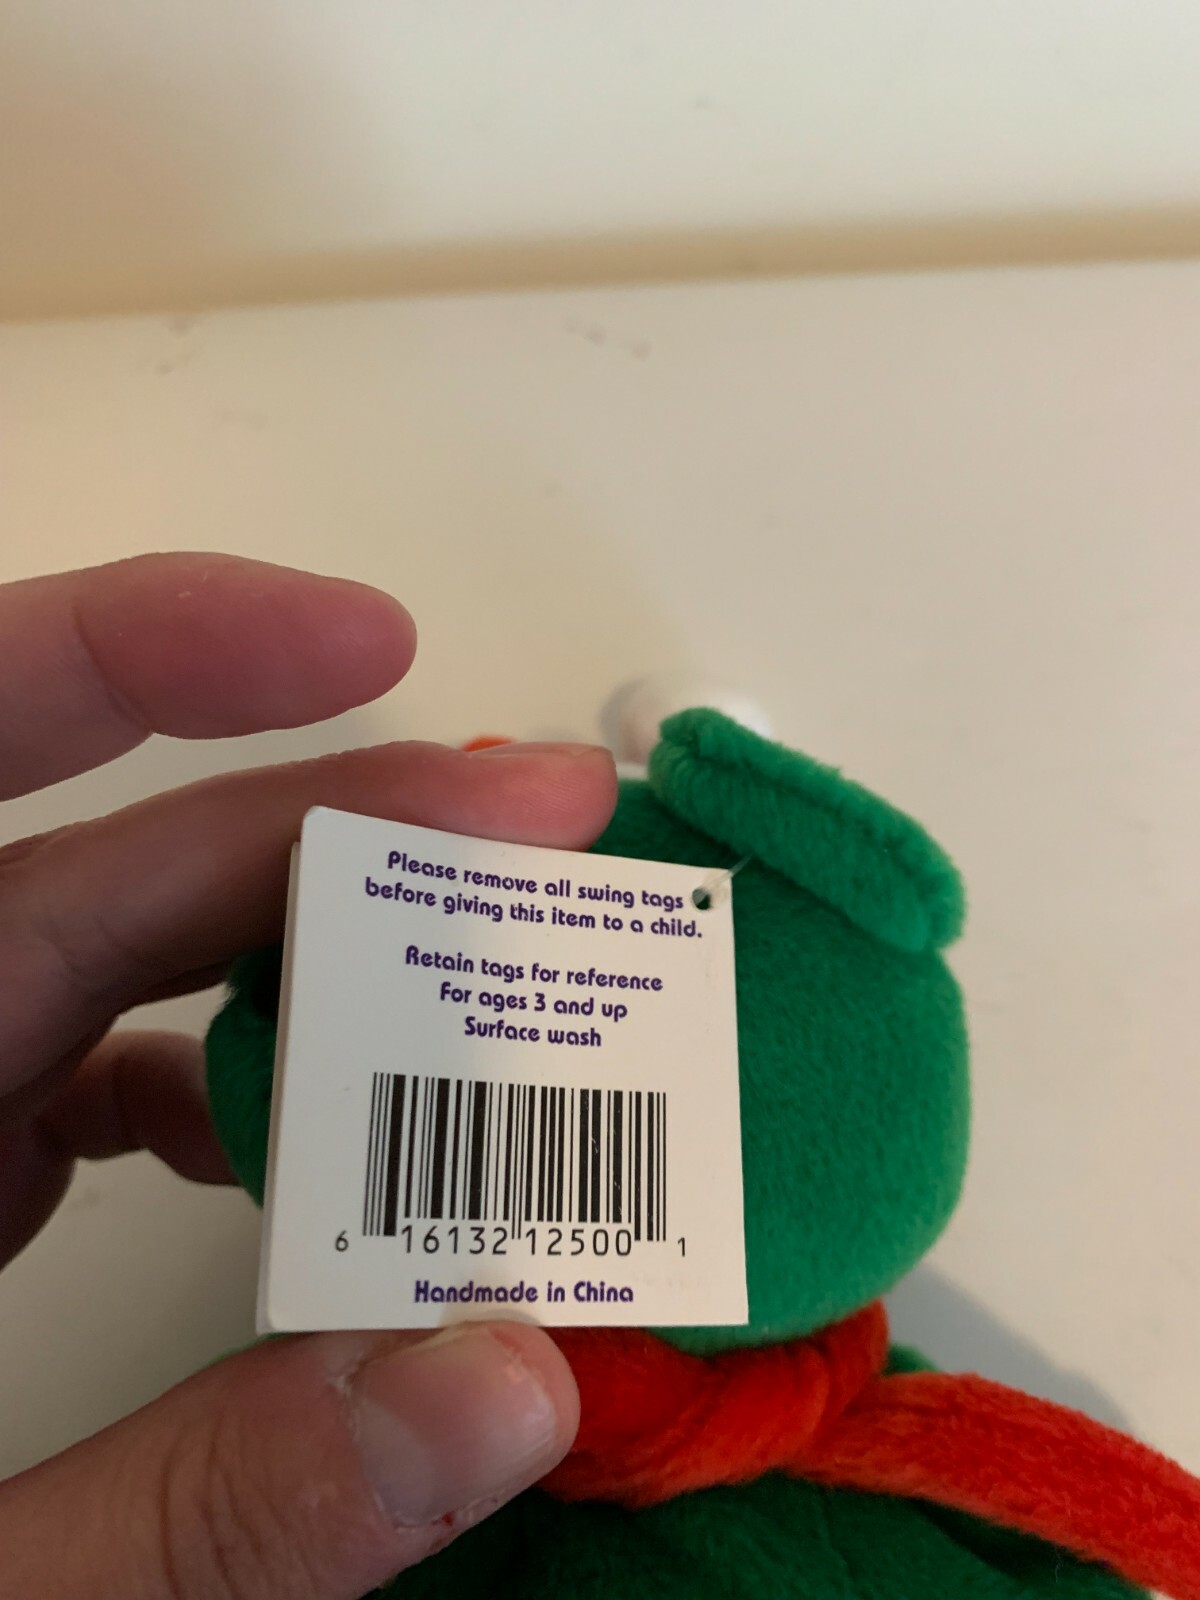 Please remove all swing tags
before giving this item to a child.
Retain tags for reference
For ages 3 and up
Surface wash
6 16132 12500 1
Handmade in China